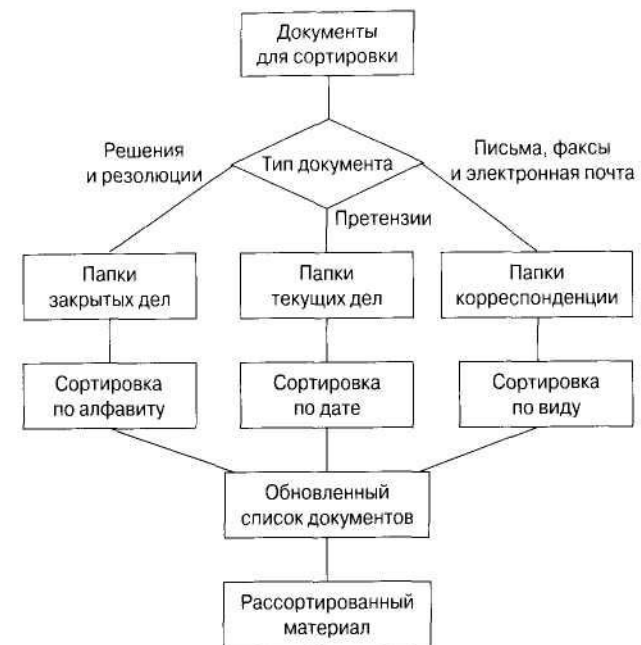 Документы
для сортировки
Решения
и резолюции
Тип документа
Письма, факсы
и электронная почта
Претензии
Папки
закрытых дел
Папки
текущих дел
Папки
корреспонденции
Сортировка
по алфавиту
Сортировка
по дате
Сортировка
по виду
Обновленный
список документов
Рассортированный
материал